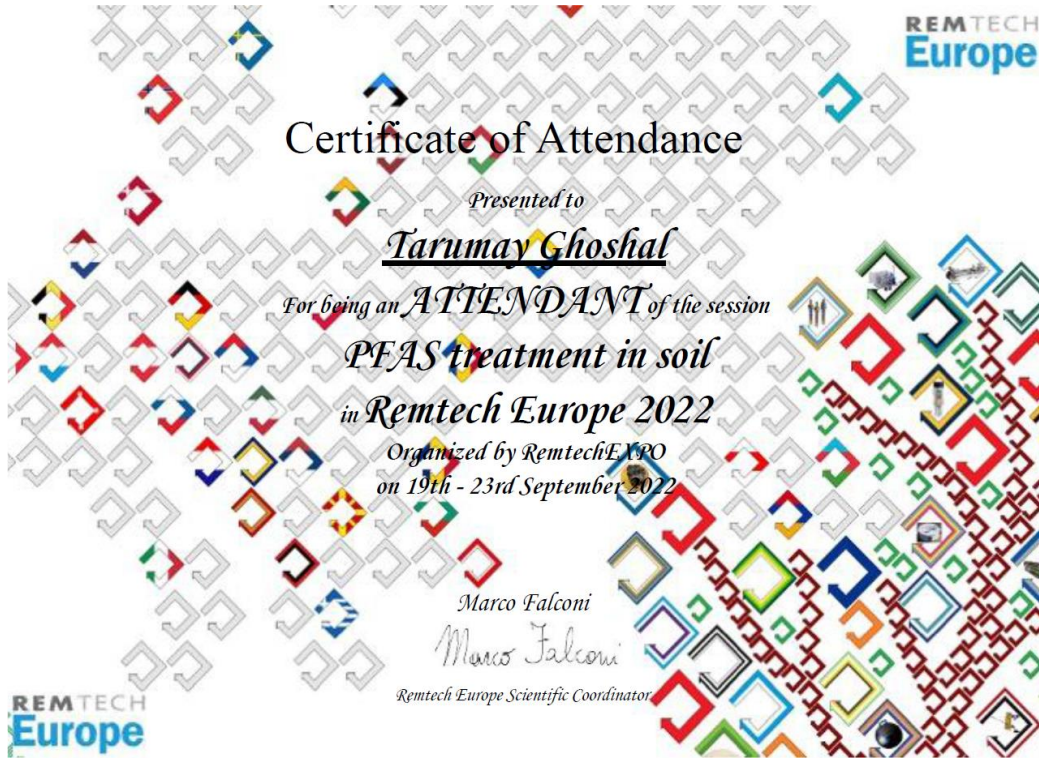 REMTECH
Europe
Certificate of Attendance
Presented to
Tarumay Ghoshal
For being an ATTENDANT of the session
PFAS treatment in soil
in Remtech Europe 2022
Organized by RemtechEXPO
on 19th - 23rd September 2022
Marco Falconi
Marco Falconi
Remtech Europe Scientific Coordinator
REMTECH
Europe